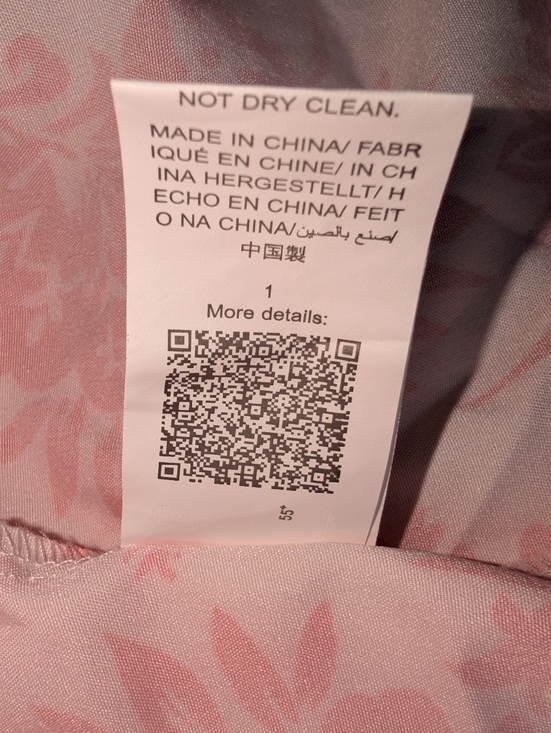 NOT DRY CLEAN.
MADE IN CHINA/ FABR
IQUÉ EN CHINE/ IN CH
INA HERGESTELLT/ H
ECHO EN CHINA/ FEIT
O NA CHINA/صنع بالصين/
中国製
1
More details: